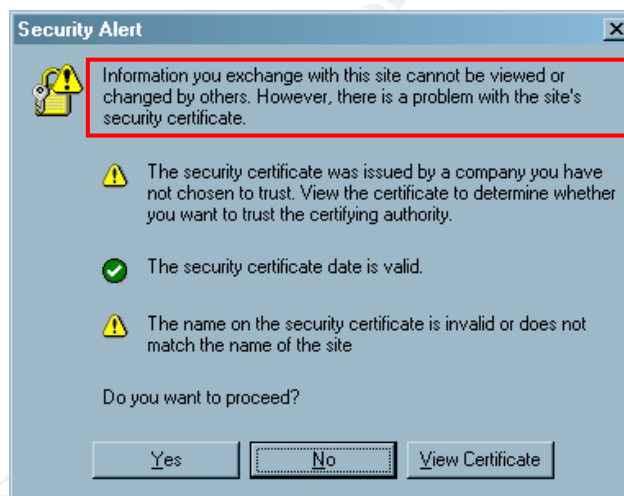 Security Alert
Information you exchange with this site cannot be viewed or
changed by others. However, there is a problem with the site's
security certificate.
The security certificate was issued by a company you have
not chosen to trust. View the certificate to determine whether
you want to trust the certifying authority.
The security certificate date is valid.
The name on the security certificate is invalid or does not
match the name of the site
Do you want to proceed?
Yes
No
View Certificate